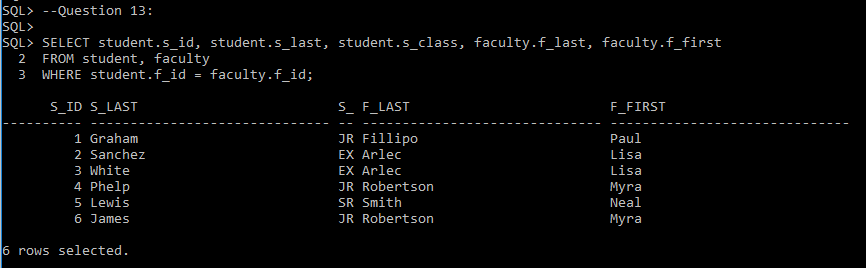 SQL> --Question 13:
SQL>
SQL> SELECT student.s_id, student.s_last, student.s_class, faculty.f_last, faculty.f_first
  2  FROM student, faculty
  3  WHERE student.f_id = faculty.f_id;
      S_ID S_LAST                         S_ F_LAST                         F_FIRST
---------- ------------------------------ -- ------------------------------ ------------------------------
         1 Graham                         JR Fillipo                        Paul
         2 Sanchez                        EX Arlec                          Lisa
         3 White                          EX Arlec                          Lisa
         4 Phelp                          JR Robertson                      Myra
         5 Lewis                          SR Smith                          Neal
         6 James                          JR Robertson                      Myra
6 rows selected.